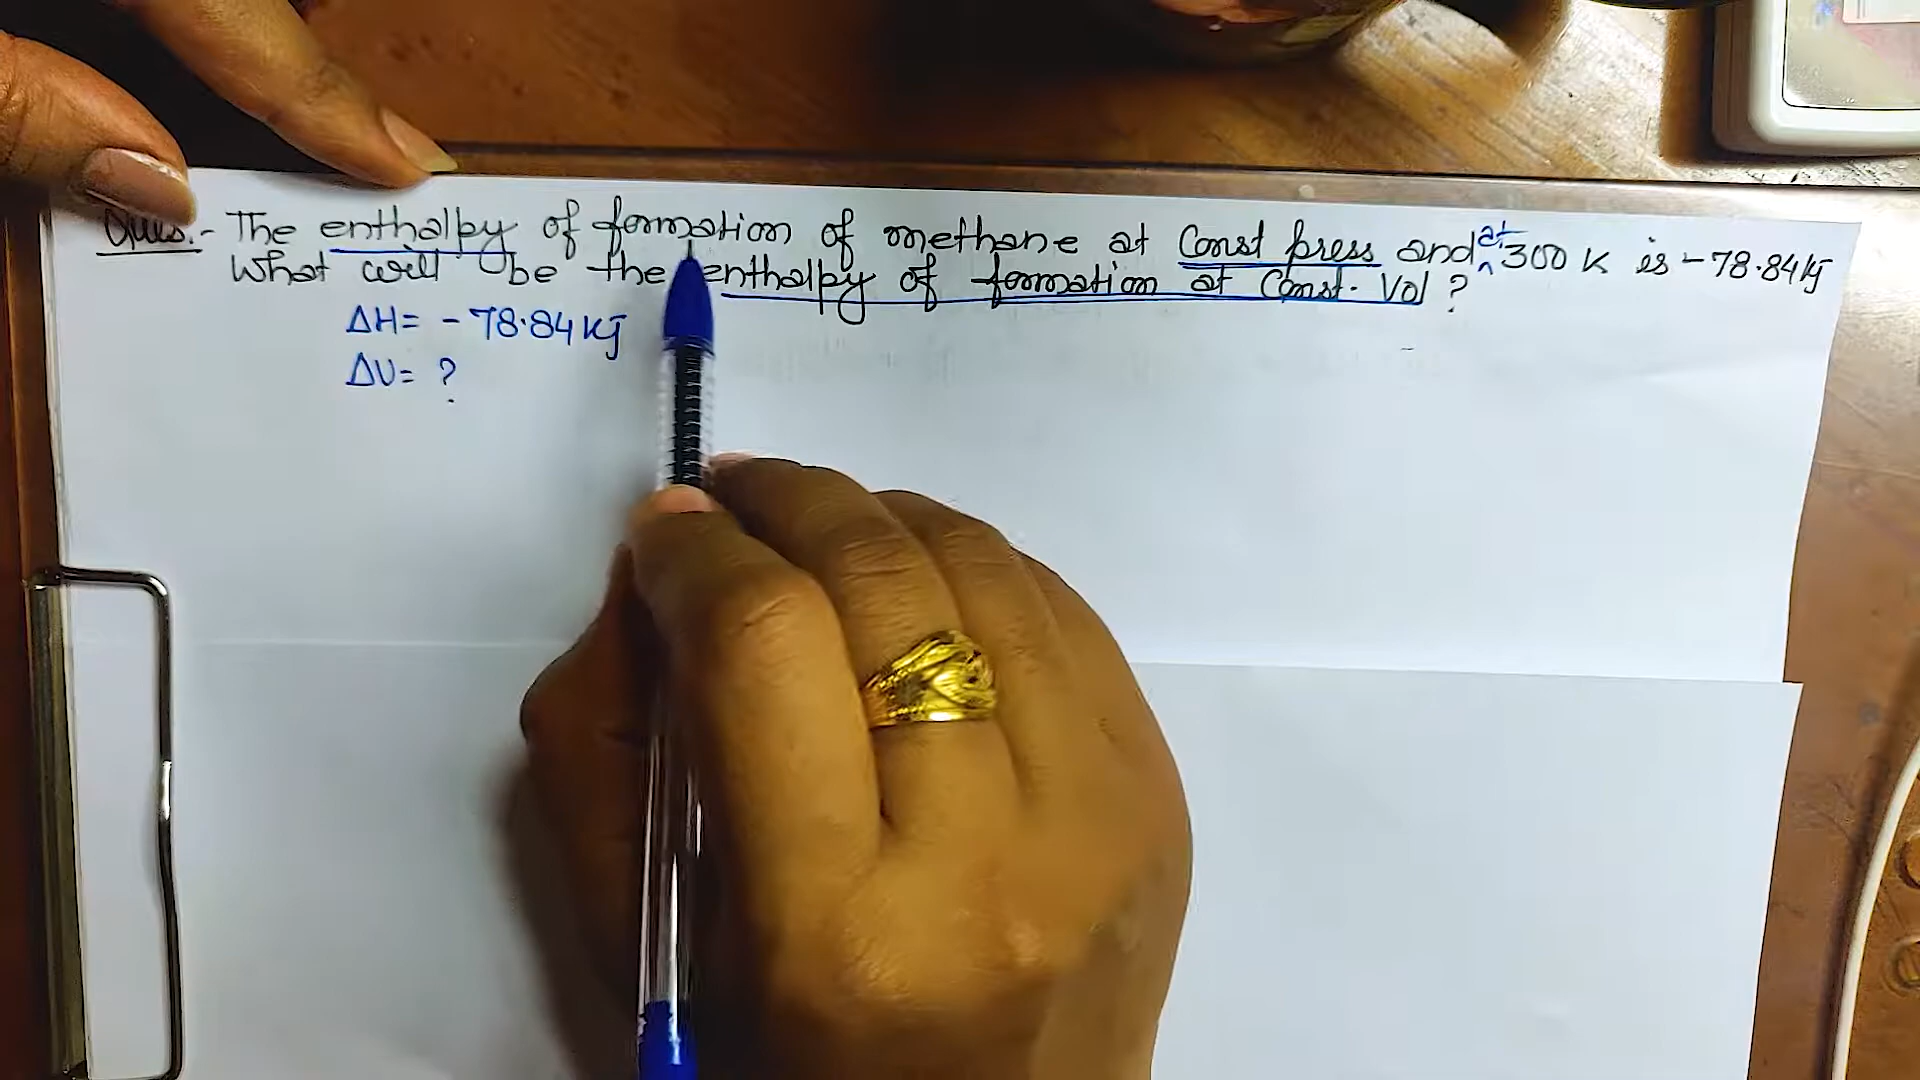 Ques.- The enthalpy of formation of methane at Const press and at 300 K is -78.84 kJ
What will be the enthalpy of formation at Const. Vol ?
ΔH = -78.84 kJ
ΔU = ?